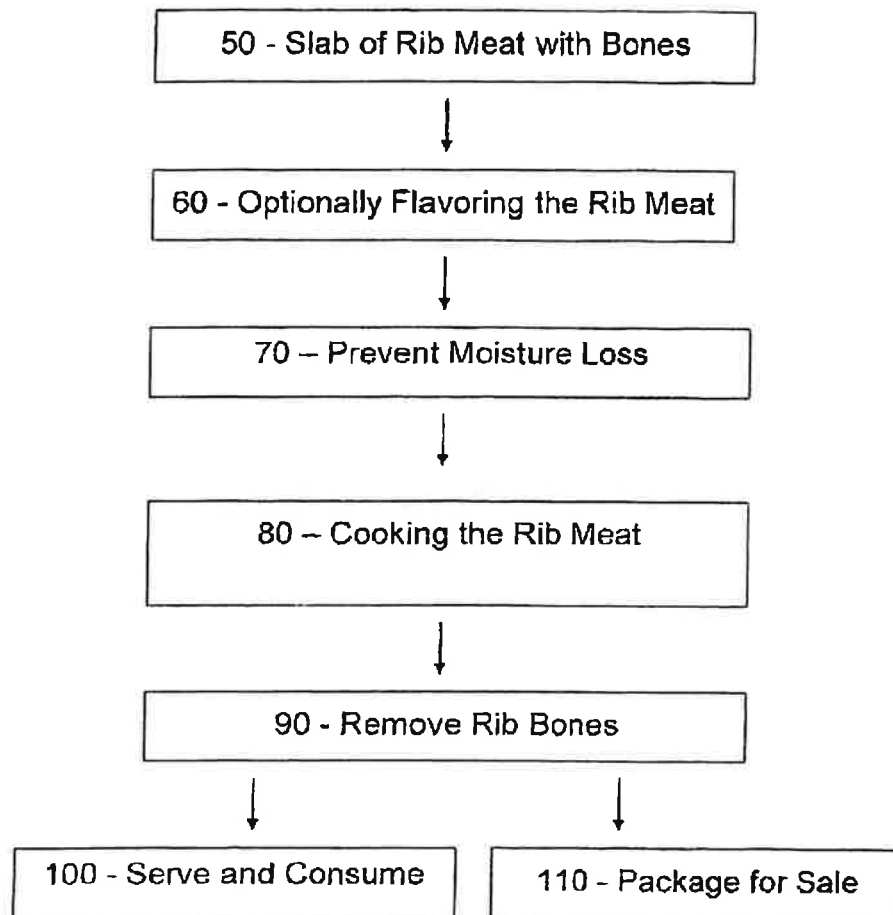 50 - Slab of Rib Meat with Bones
60 - Optionally Flavoring the Rib Meat
70 – Prevent Moisture Loss
80 – Cooking the Rib Meat
90 - Remove Rib Bones
100 - Serve and Consume
110 - Package for Sale